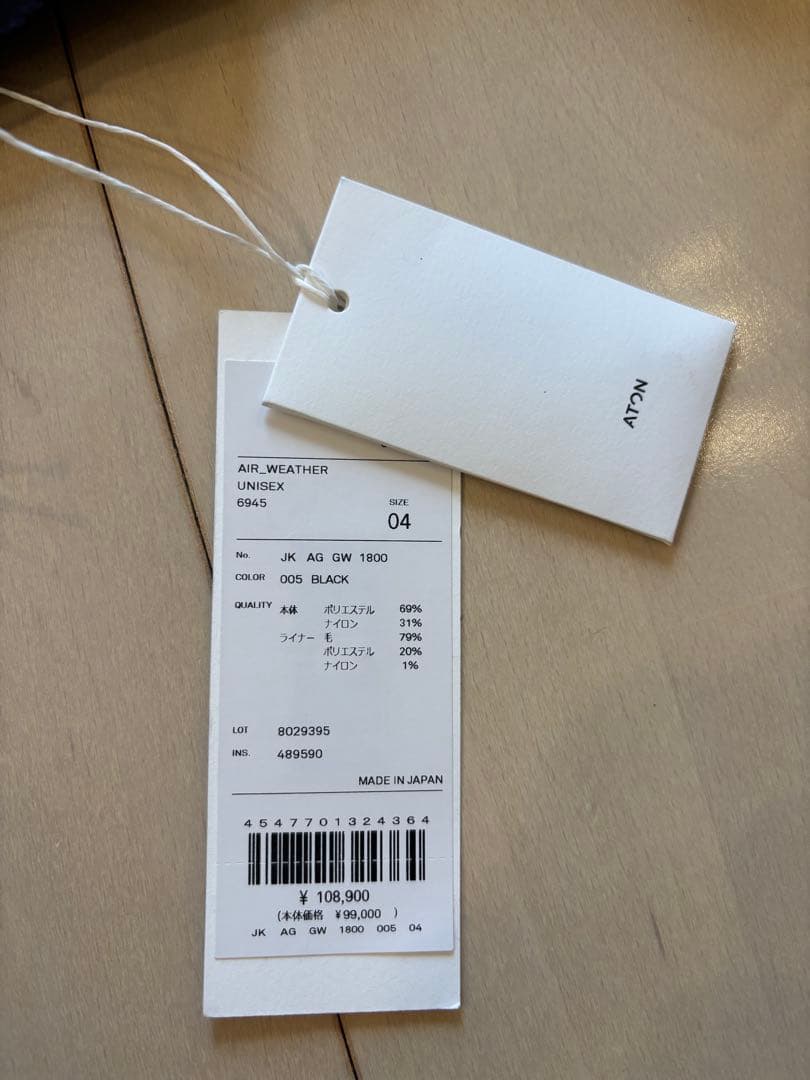 ATON
AIR_WEATHER
UNISEX
6945
SIZE
04
No. JK AG GW 1800
COLOR 005 BLACK
QUALITY 本体 ポリエステル 69%
ナイロン 31%
ライナー 毛 79%
ポリエステル 20%
ナイロン 1%
LOT 8029395
INS. 489590
MADE IN JAPAN
4547701324364
¥ 108,900
(本体価格 ¥99,000 )
JK AG GW 1800 005 04